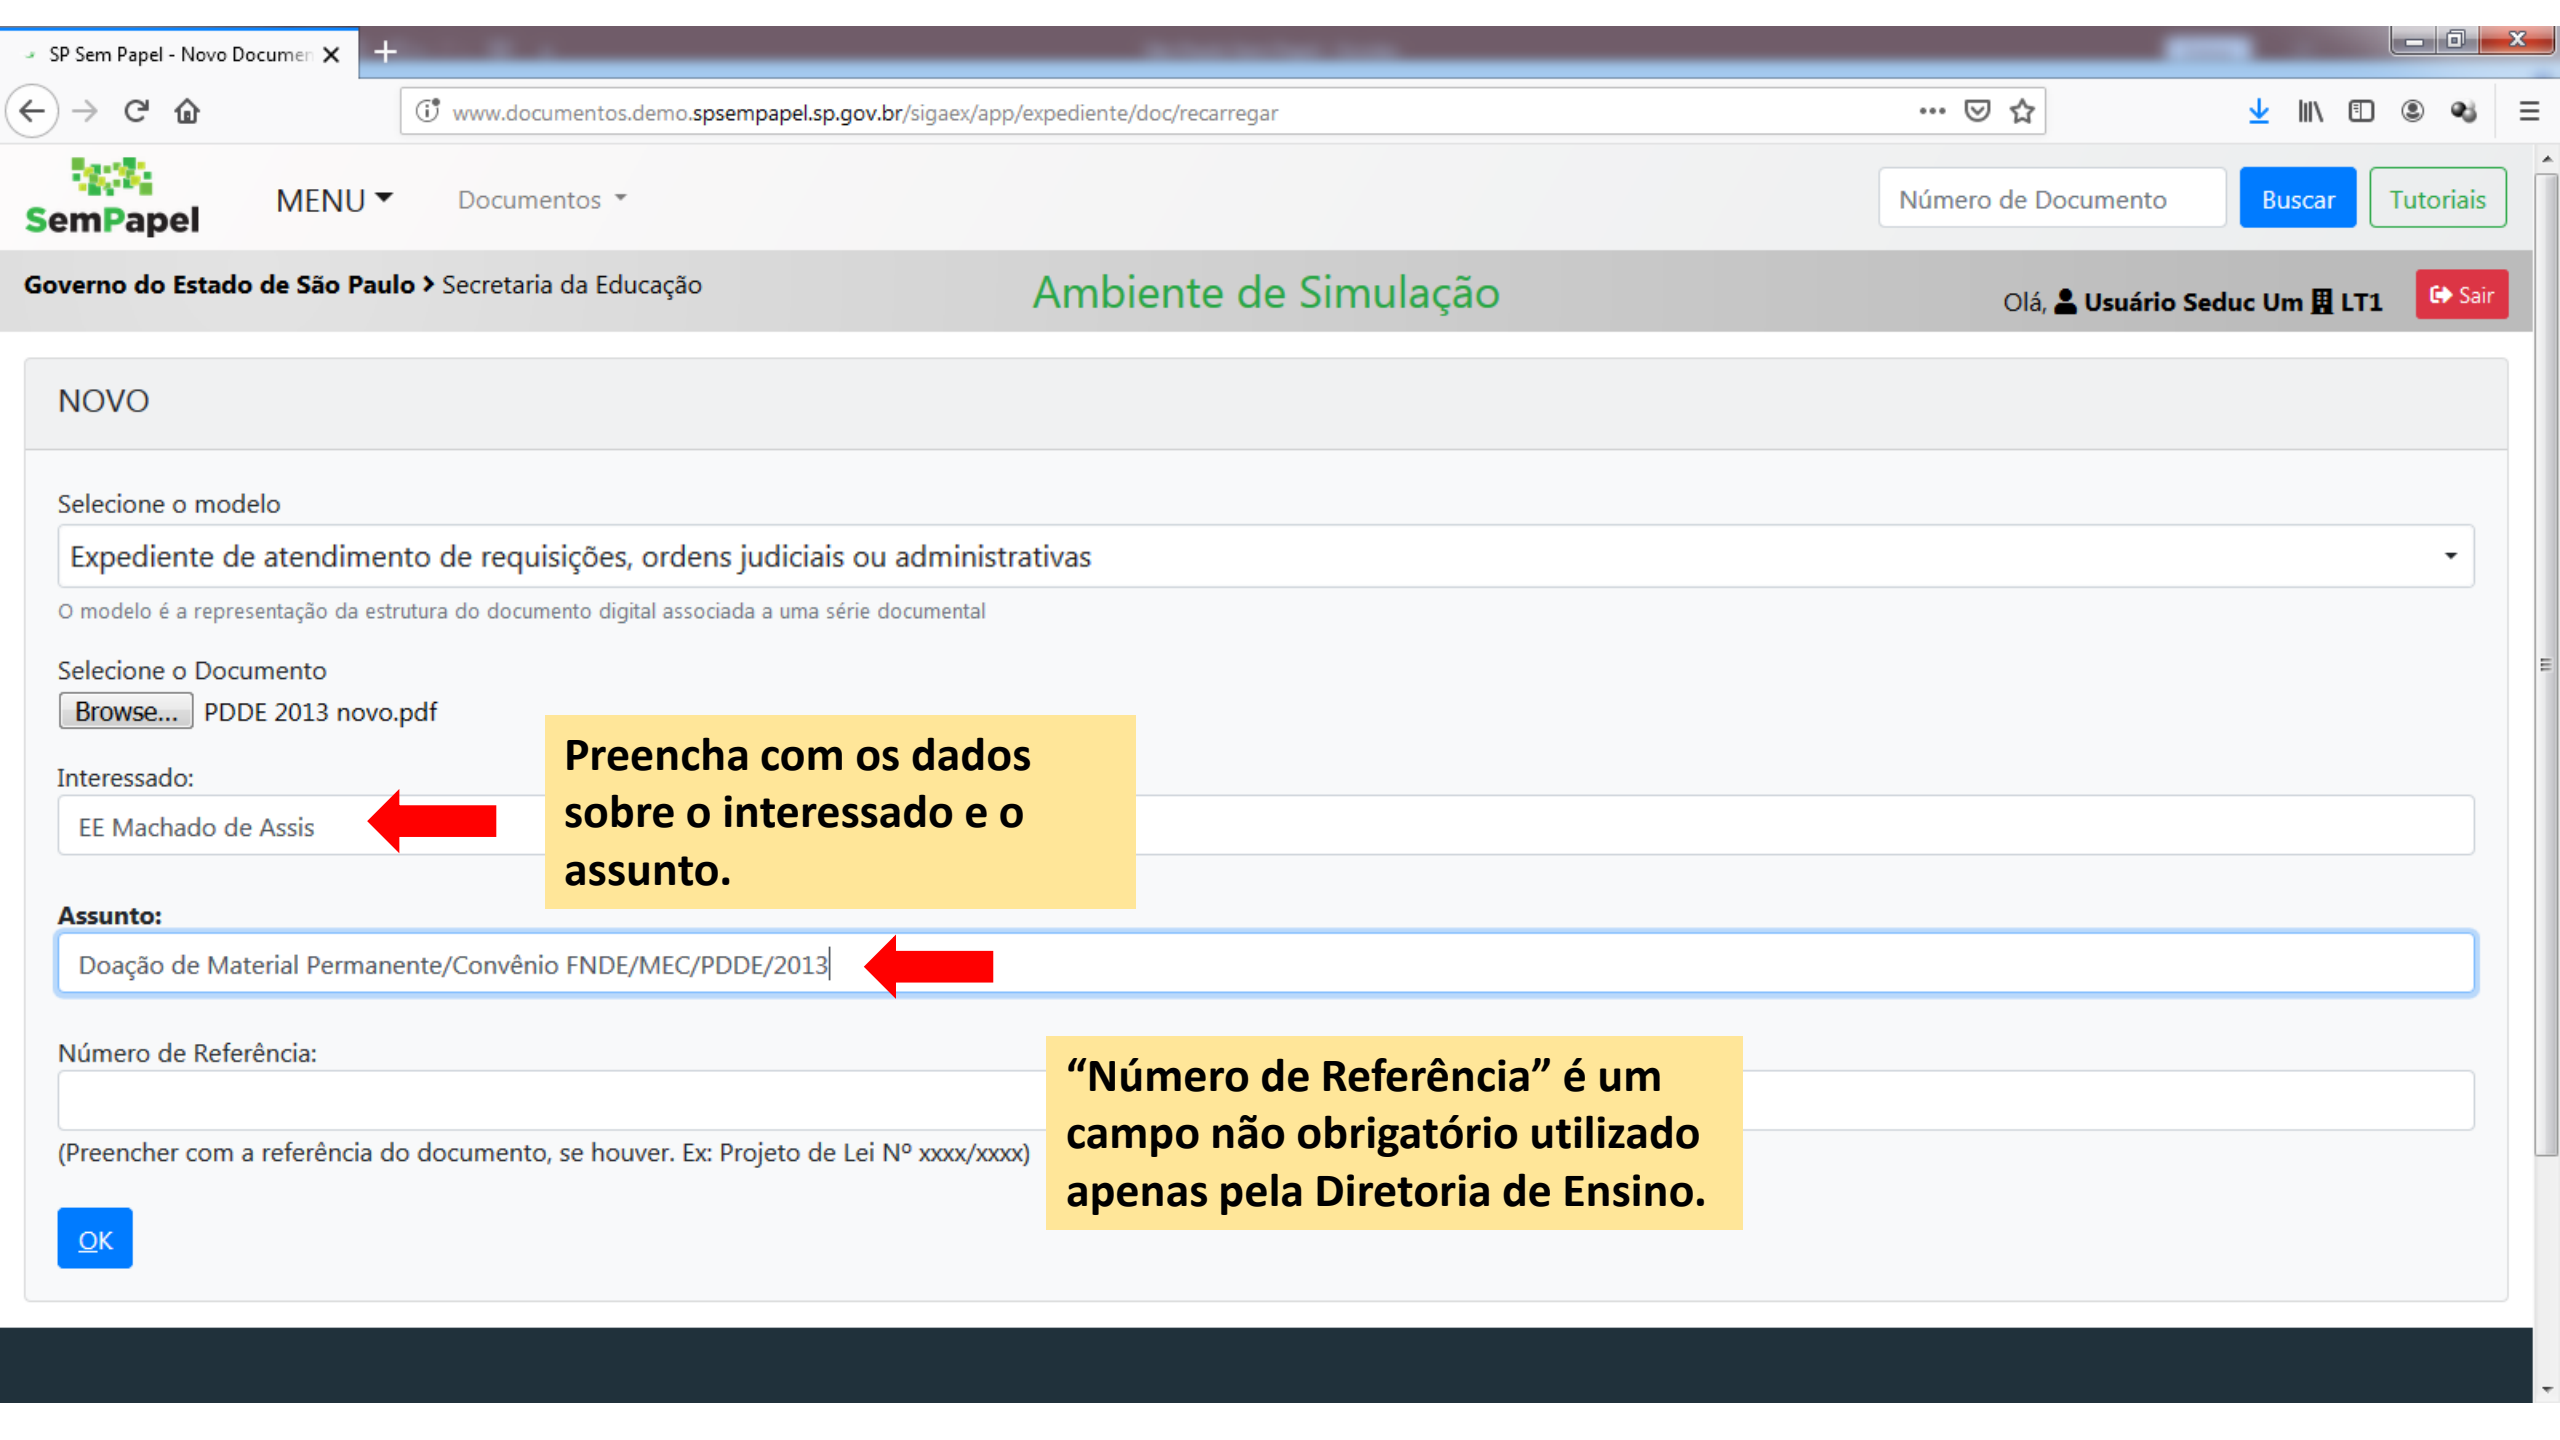 SP Sem Papel - Novo Documen
www.documentos.demo.spsempapel.sp.gov.br/sigaex/app/expediente/doc/recarregar
SemPapel
MENU
Documentos
Número de Documento
Buscar
Tutoriais
Governo do Estado de São Paulo > Secretaria da Educação
Ambiente de Simulação
Olá, Usuário Seduc Um LT1
Sair
NOVO
Selecione o modelo
Expediente de atendimento de requisições, ordens judiciais ou administrativas
O modelo é a representação da estrutura do documento digital associada a uma série documental
Selecione o Documento
Browse... PDDE 2013 novo.pdf
Preencha com os dados
sobre o interessado e o
assunto.
Interessado:
EE Machado de Assis
Assunto:
Doação de Material Permanente/Convênio FNDE/MEC/PDDE/2013
Número de Referência:
“Número de Referência” é um
campo não obrigatório utilizado
apenas pela Diretoria de Ensino.
(Preencher com a referência do documento, se houver. Ex: Projeto de Lei Nº xxxx/xxxx)
OK